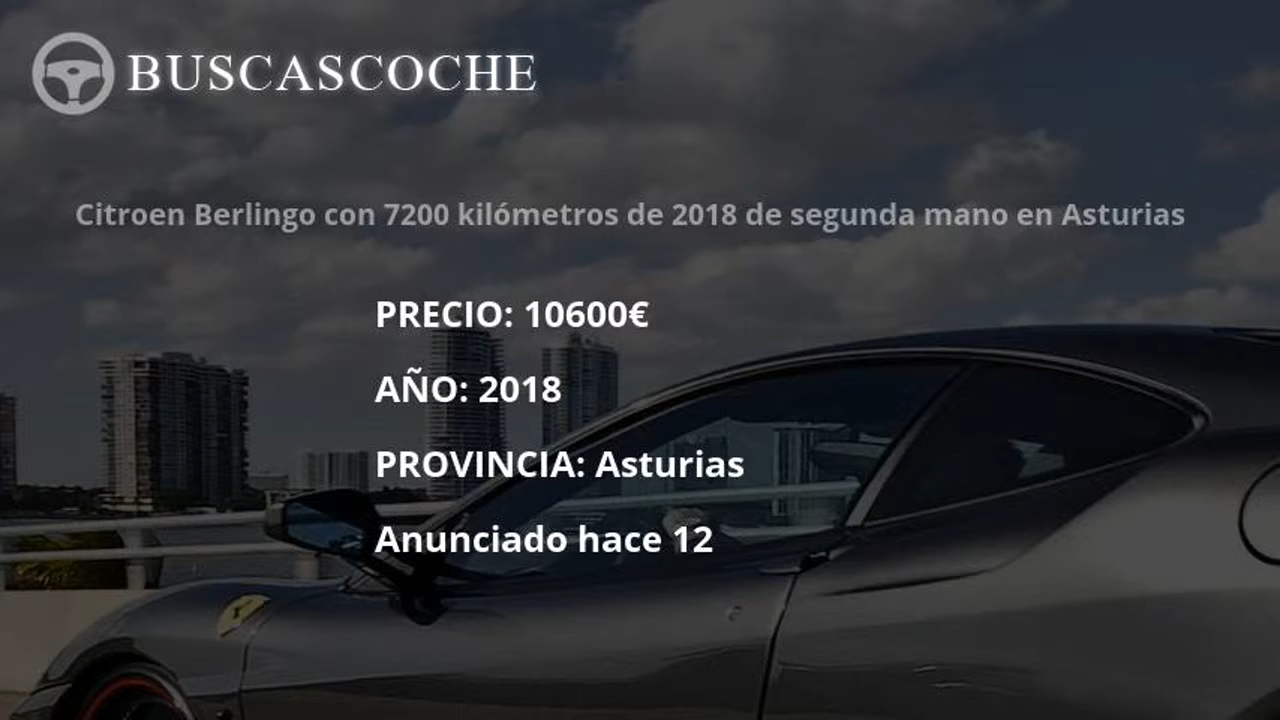 BUSCASCOCHE
Citroen Berlingo con 7200 kilómetros de 2018 de segunda mano en Asturias
PRECIO: 10600€
AÑO: 2018
PROVINCIA: Asturias
Anunciado hace 12